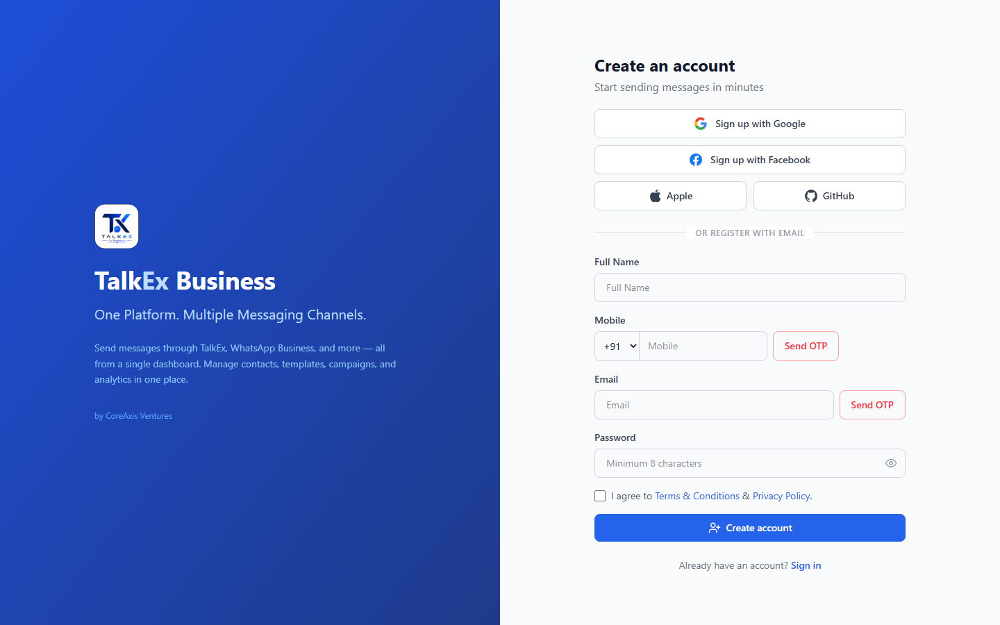 TALKEX
TalkEx Business
One Platform. Multiple Messaging Channels.
Send messages through TalkEx, WhatsApp Business, and more — all
from a single dashboard. Manage contacts, templates, campaigns, and
analytics in one place.
by CoreAxis Ventures
Create an account
Start sending messages in minutes
Sign up with Google
Sign up with Facebook
Apple
GitHub
OR REGISTER WITH EMAIL
Full Name
Full Name
Mobile
+91
Mobile
Send OTP
Email
Email
Send OTP
Password
Minimum 8 characters
I agree to Terms & Conditions & Privacy Policy.
Create account
Already have an account? Sign in